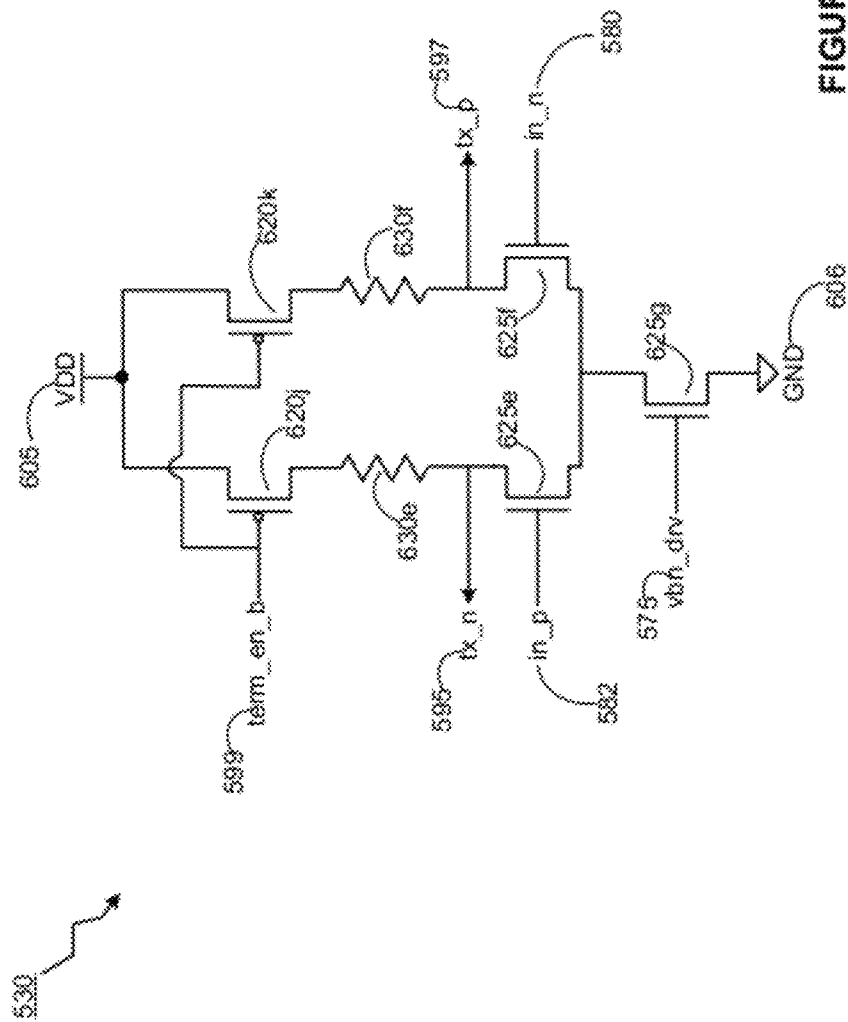 530
605
VDD
599
term_en_b
620j
620k
630e
630f
595
tx_n
597
tx_p
582
in_p
625e
625f
in_n
580
575
vbn_drv
625g
GND
606
FIGUR